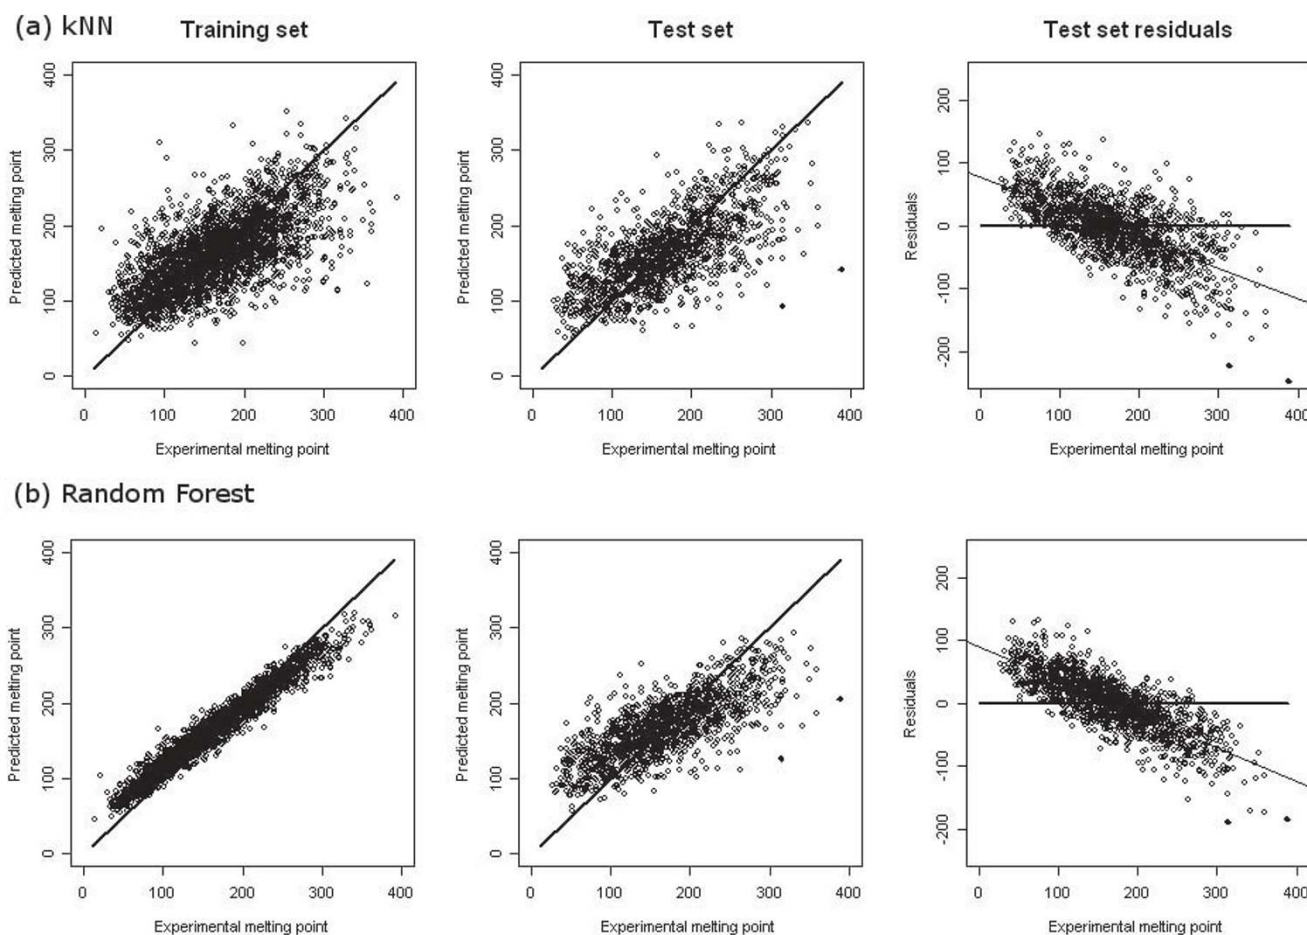 (a) kNN
Training set
Test set
Test set residuals
Predicted melting point
400
300
200
100
0
0 100 200 300 400
Experimental melting point
Predicted melting point
400
300
200
100
0
0 100 200 300 400
Experimental melting point
Residuals
200
100
0
-100
-200
0 100 200 300 400
Experimental melting point
(b) Random Forest
Predicted melting point
400
300
200
100
0
0 100 200 300 400
Experimental melting point
Predicted melting point
400
300
200
100
0
0 100 200 300 400
Experimental melting point
Residuals
200
100
0
-100
-200
0 100 200 300 400
Experimental melting point